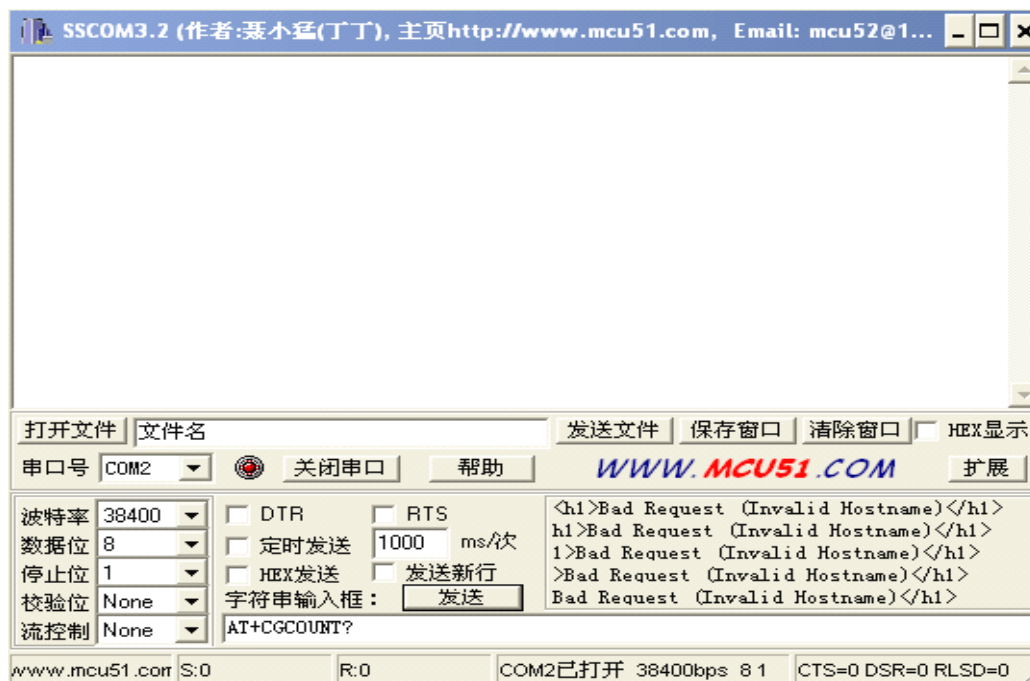 SSCOM3.2 (作者:聂小猛(丁丁), 主页http://www.mcu51.com,  Email: mcu52@1...
打开文件 文件名 发送文件 保存窗口 清除窗口 HEX显示
串口号 COM2 关闭串口 帮助 WWW.MCU51.COM 扩展
波特率 38400 DTR RTS
数据位 8 定时发送 1000 ms/次
停止位 1 HEX发送 发送新行
校验位 None 字符串输入框: 发送
流控制 None AT+CGCOUNT?
<h1>Bad Request (Invalid Hostname)</h1>
h1>Bad Request (Invalid Hostname)</h1>
1>Bad Request (Invalid Hostname)</h1>
>Bad Request (Invalid Hostname)</h1>
Bad Request (Invalid Hostname)</h1>
www.mcu51.com S:0 R:0 COM2已打开 38400bps 8 1 CTS=0 DSR=0 RLSD=0